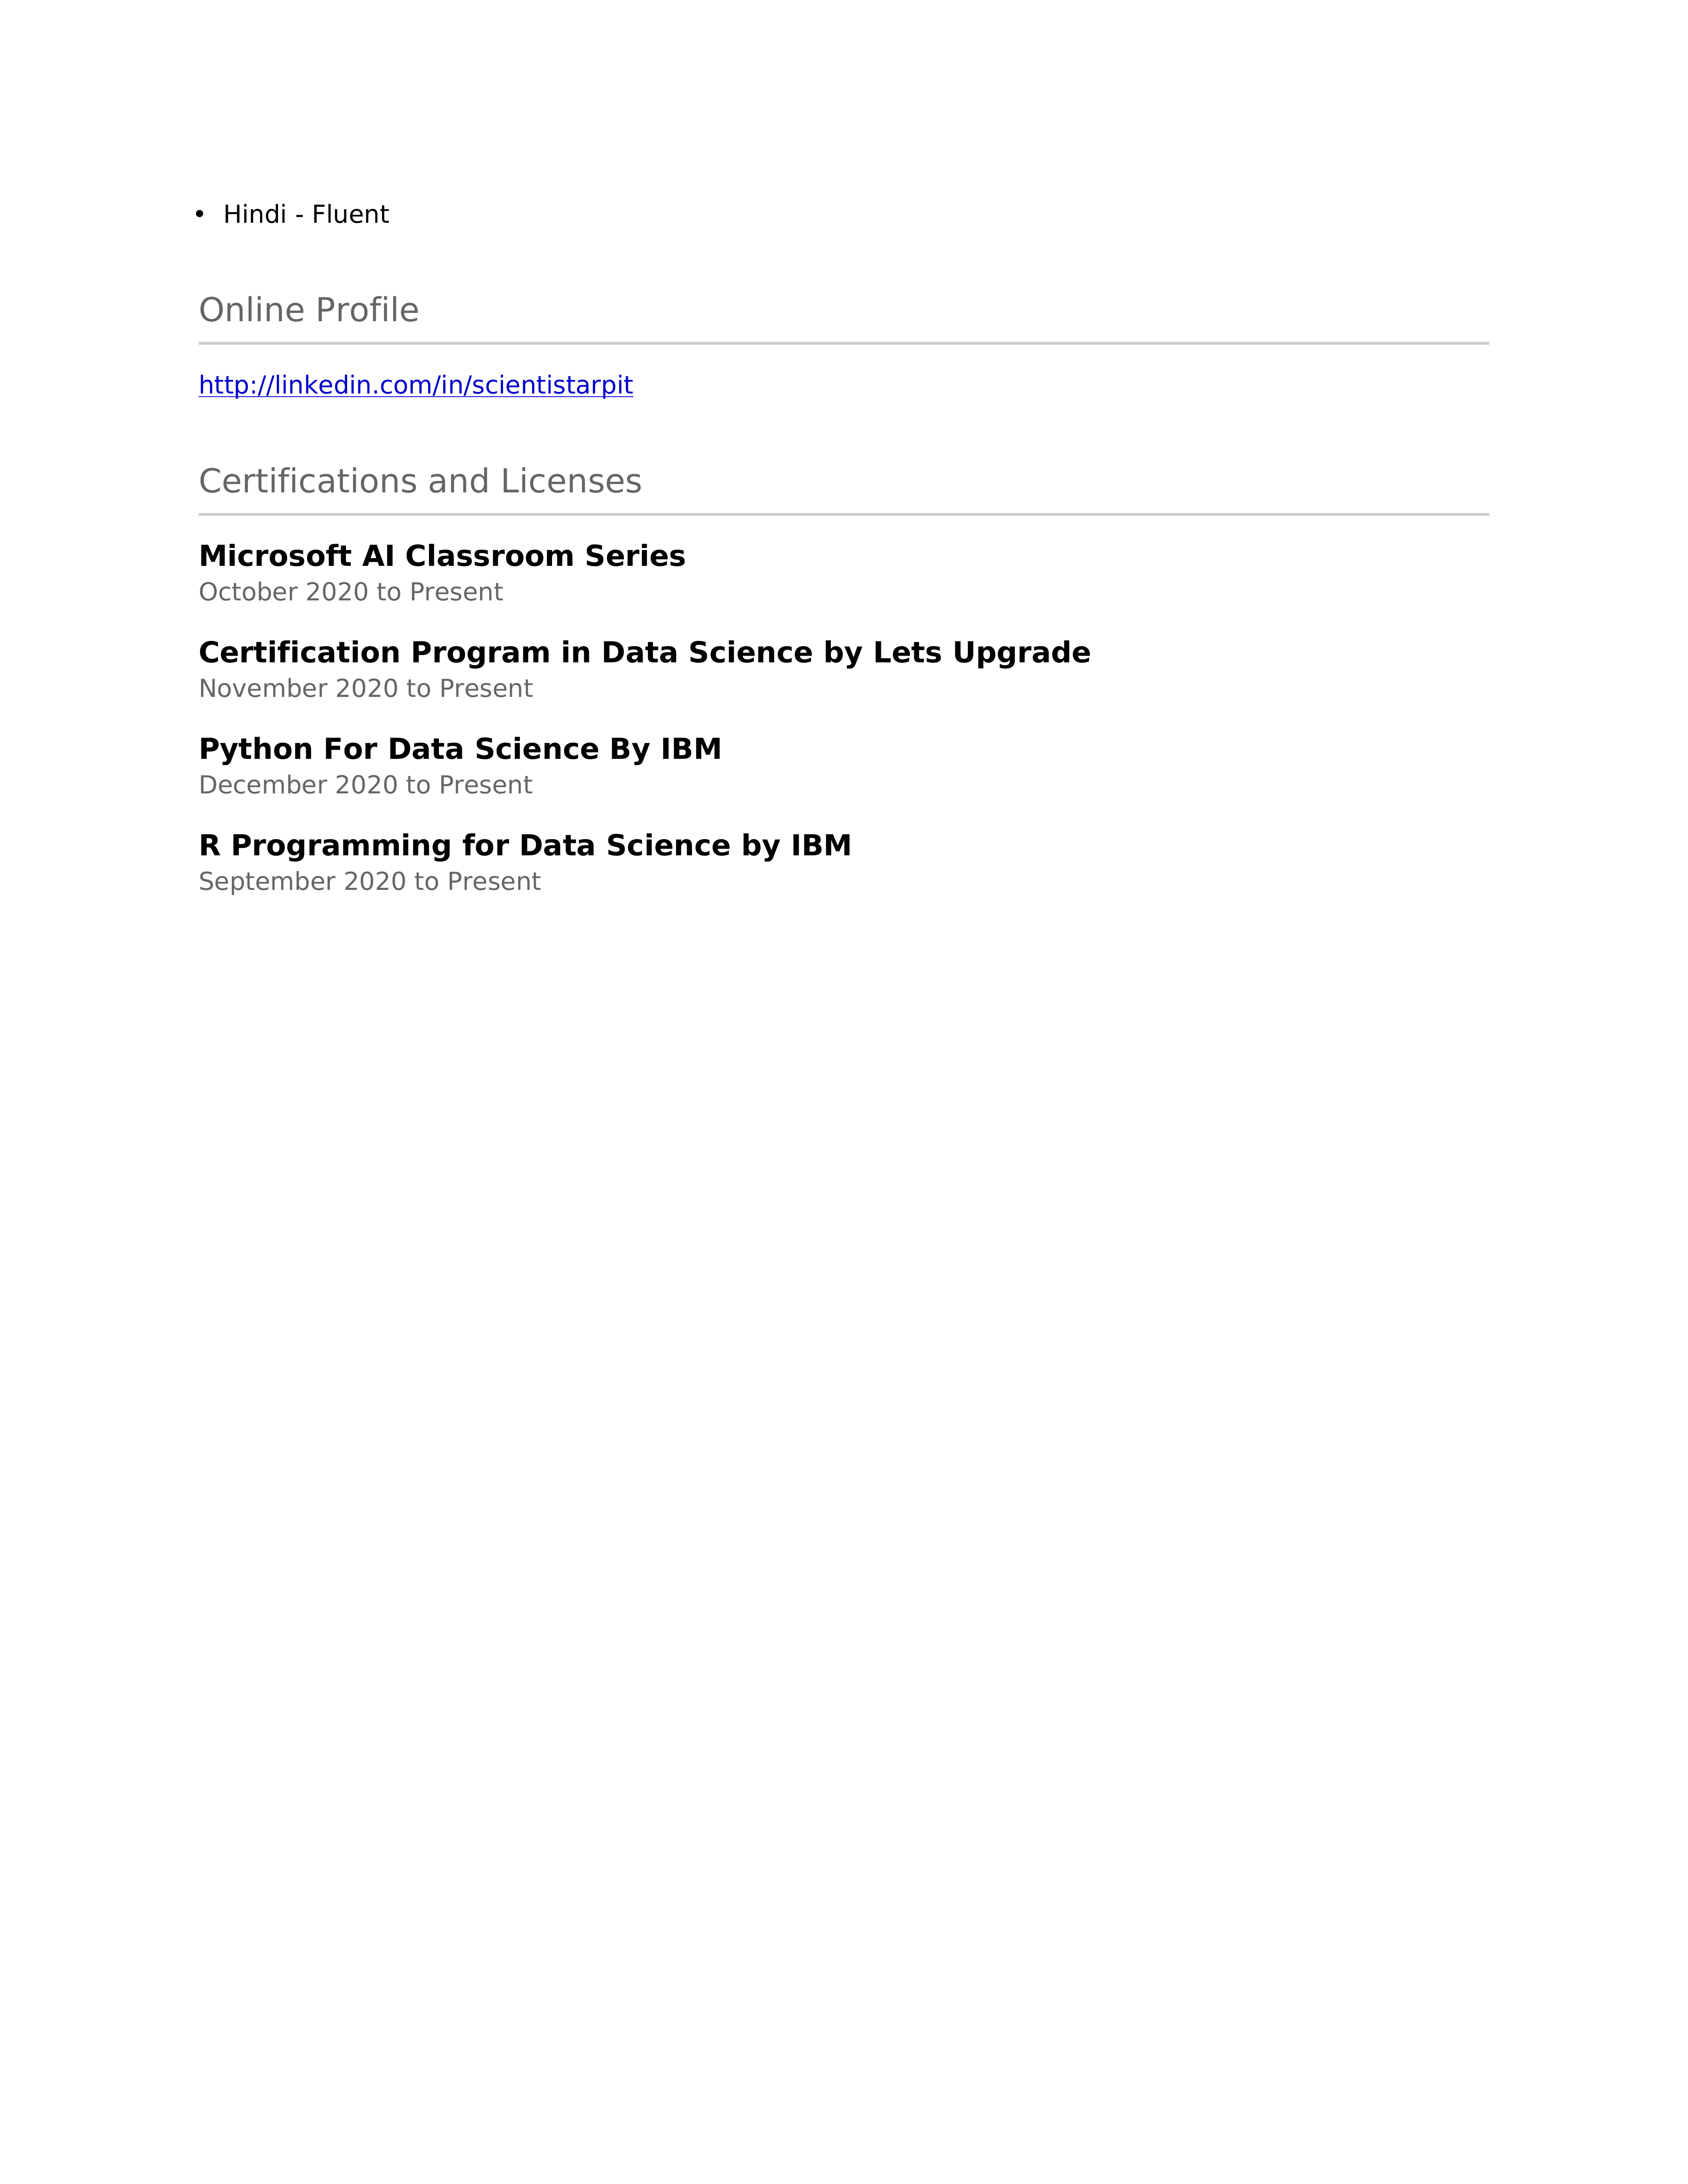 • Hindi - Fluent
Online Profile
http://linkedin.com/in/scientistarpit
Certifications and Licenses
Microsoft AI Classroom Series
October 2020 to Present
Certification Program in Data Science by Lets Upgrade
November 2020 to Present
Python For Data Science By IBM
December 2020 to Present
R Programming for Data Science by IBM
September 2020 to Present